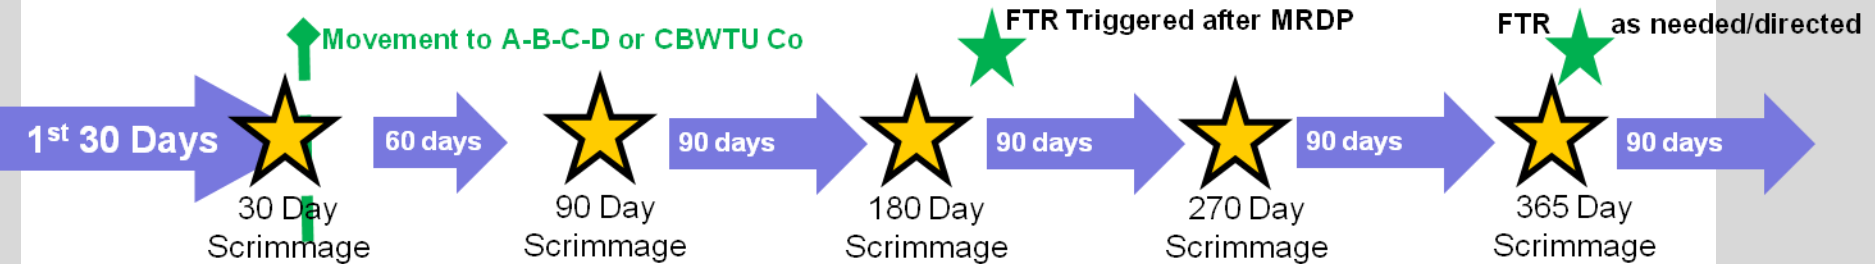 FTR Triggered after MRDP
FTR as needed/directed
Movement to A-B-C-D or CBWTU Co
1st 30 Days
60 days
90 days
90 days
90 days
90 days
30 Day
Scrimmage
90 Day
Scrimmage
180 Day
Scrimmage
270 Day
Scrimmage
365 Day
Scrimmage